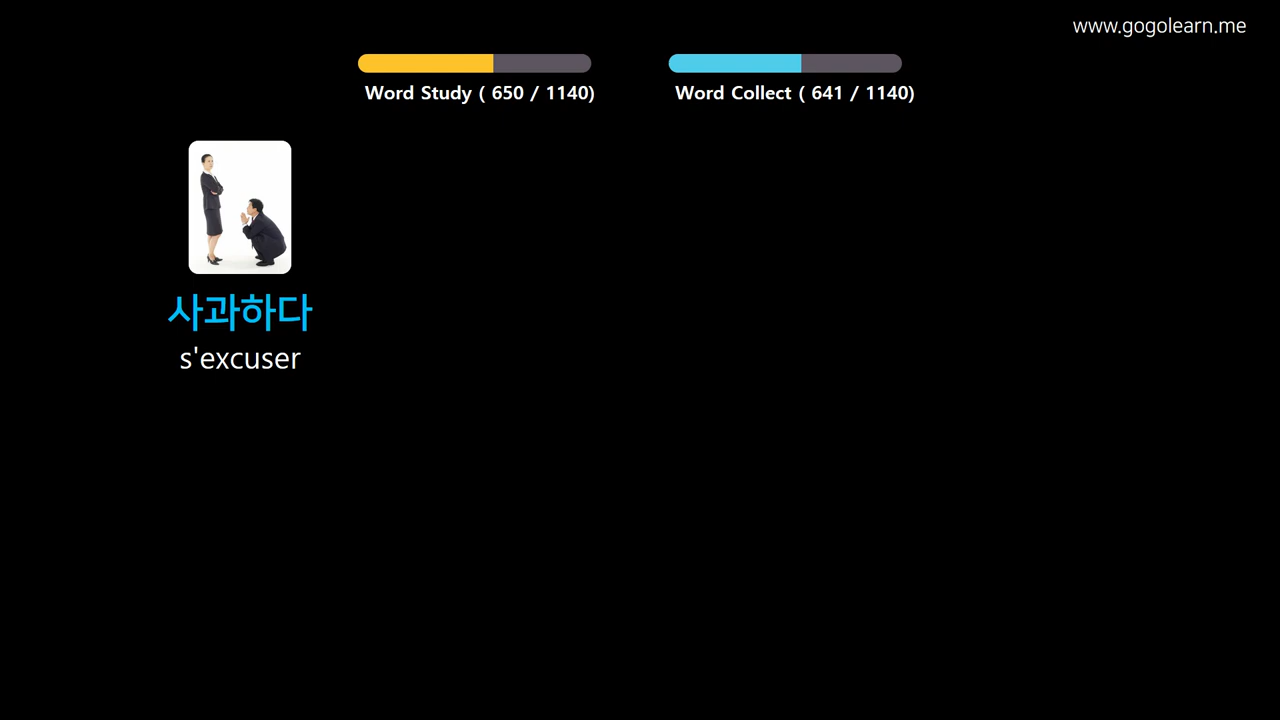 www.gogolearn.me
Word Study ( 650 / 1140)
Word Collect ( 641 / 1140)
사과하다
s'excuser